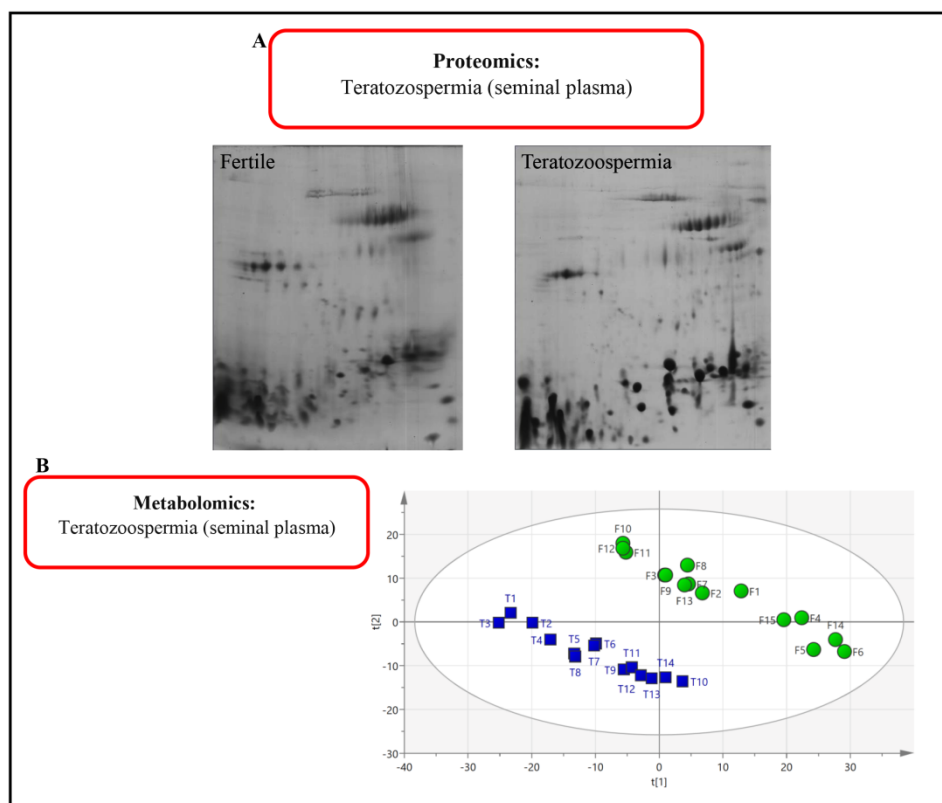 A
Proteomics:
Teratozospermia (seminal plasma)
Fertile
Teratozoospermia
B
Metabolomics:
Teratozoospermia (seminal plasma)
t[2]
20
10
0
-10
-20
-30
F10
F12
F11
F3
F8
F9
F7
F13
F2
F1
F15
F4
F14
F5
F6
T1
T3
T2
T4
T5
T6
T7
T8
T11
T14
T9
T10
T12
T13
-40
-30
-20
-10
0
10
20
30
t[1]